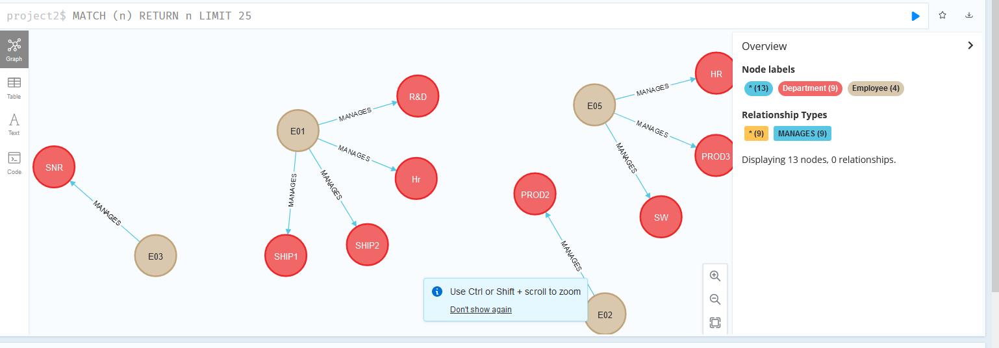 project2$ MATCH (n) RETURN n LIMIT 25
Graph
Table
Text
Code
SNR
MANAGES
E03
E01
MANAGES
R&D
MANAGES
Hr
MANAGES
SHIP1
MANAGES
SHIP2
E05
MANAGES
HR
MANAGES
PROD3
MANAGES
SW
PROD2
MANAGES
E02
Use Ctrl or Shift + scroll to zoom
Don't show again
Overview
Node labels
* (13) Department (9) Employee (4)
Relationship Types
* (9) MANAGES (9)
Displaying 13 nodes, 0 relationships.